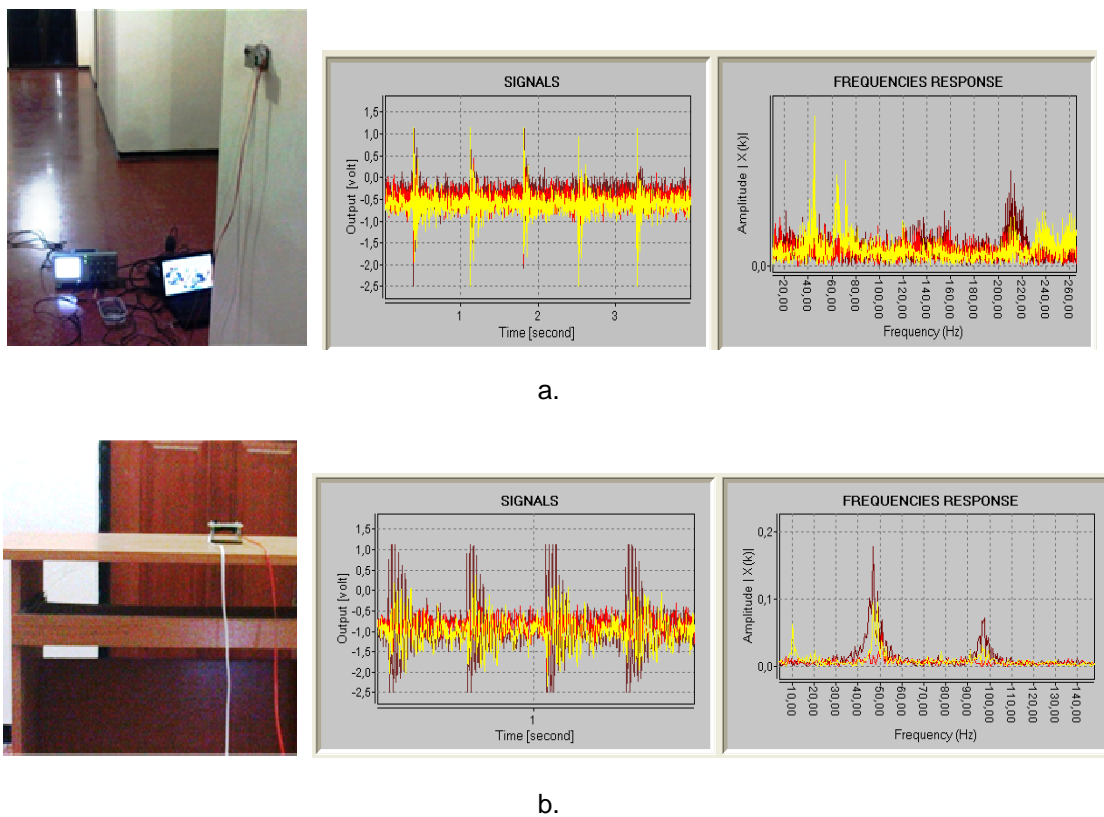 SIGNALS
Output [volt]
1,5
1,0
0,5
0,0
-0,5
-1,0
-1,5
-2,0
-2,5
1 2 3
Time [second]
FREQUENCIES RESPONSE
Amplitude | X(k)|
0,0
20,00 40,00 60,00 80,00 100,00 120,00 140,00 160,00 180,00 200,00 220,00 240,00 260,00
Frequency (Hz)
a.
SIGNALS
Output [volt]
1,5
1,0
0,5
0,0
-0,5
-1,0
-1,5
-2,0
-2,5
1
Time [second]
FREQUENCIES RESPONSE
Amplitude | X(k)|
0,2
0,1
0,0
10,00 20,00 30,00 40,00 50,00 60,00 70,00 80,00 90,00 100,00 110,00 120,00 130,00 140,00
Frequency (Hz)
b.